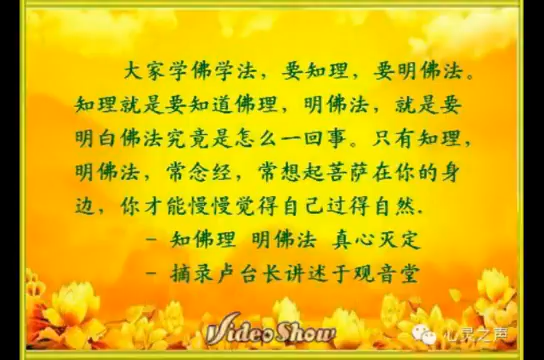 大家学佛学法，要知理，要明佛法。
知理就是要知道佛理，明佛法，就是要
明白佛法究竟是怎么一回事。只有知理，
明佛法，常念经，常想起菩萨在你的身
边，你才能慢慢觉得自己过得自然.
- 知佛理 明佛法 真心灭定
- 摘录卢台长讲述于观音堂
VideoShow
心灵之声